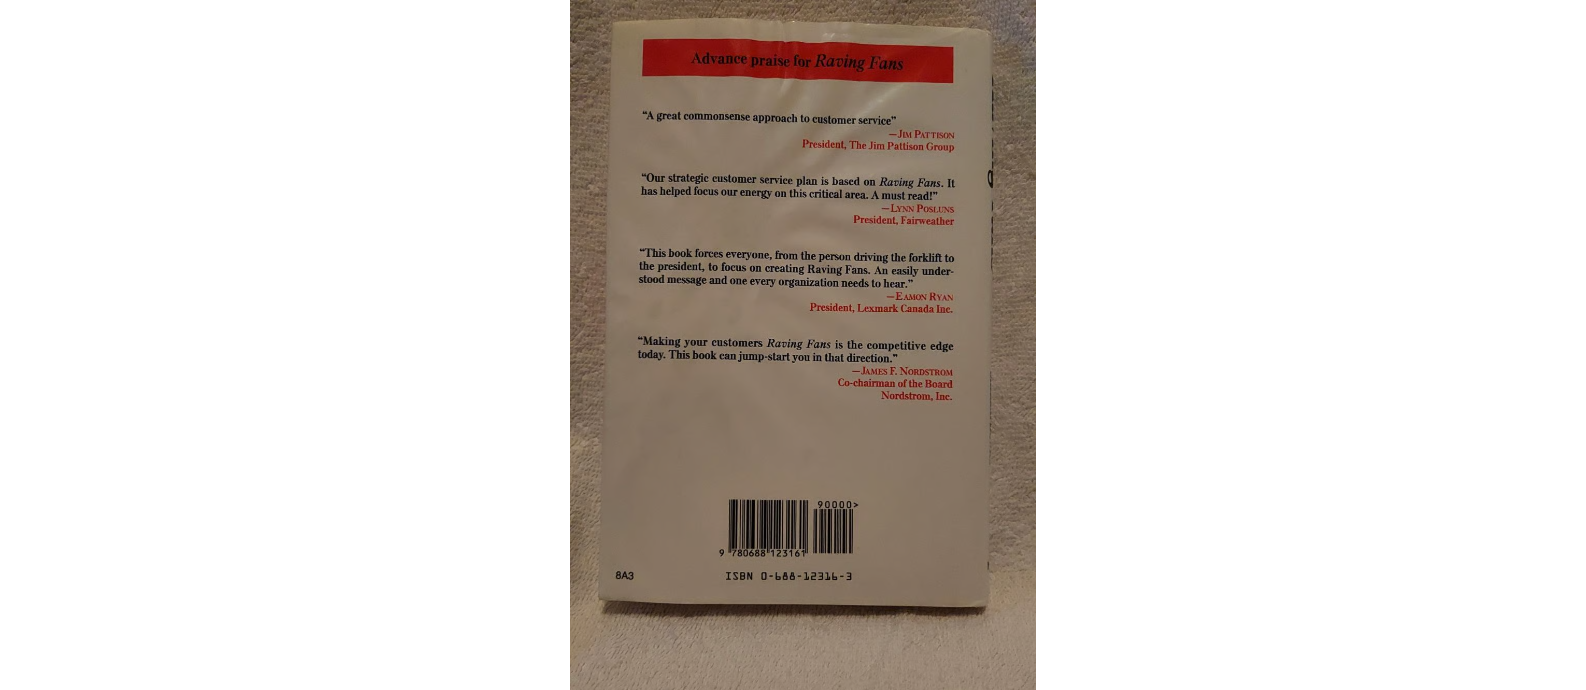 Advance praise for Raving Fans
“A great commonsense approach to customer service”
—JIM PATTISON
President, The Jim Pattison Group
“Our strategic customer service plan is based on Raving Fans. It
has helped focus our energy on this critical area. A must read!”
—LYNN POSLUNS
President, Fairweather
“This book forces everyone, from the person driving the forklift to
the president, to focus on creating Raving Fans. An easily under-
stood message and one every organization needs to hear.”
—EAMON RYAN
President, Lexmark Canada Inc.
“Making your customers Raving Fans is the competitive edge
today. This book can jump-start you in that direction.”
—JAMES F. NORDSTROM
Co-chairman of the Board
Nordstrom, Inc.
90000>
9 780688 123161
8A3
ISBN 0-688-12316-3